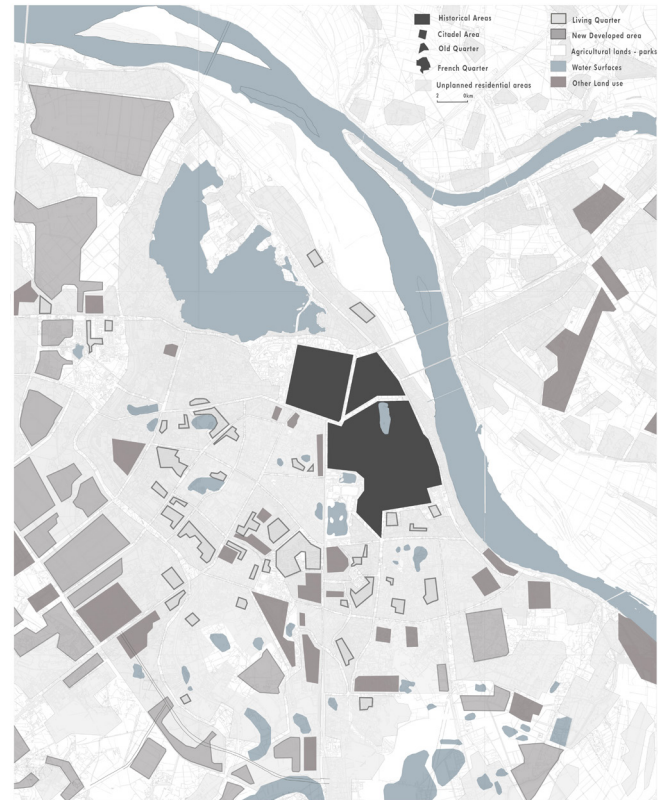 Historical Areas
Citadel Area
Old Quarter
French Quarter
Unplanned residential areas
0km
Living Quarter
New Developed area
Agricultural lands - parks
Water Surfaces
Other Land use